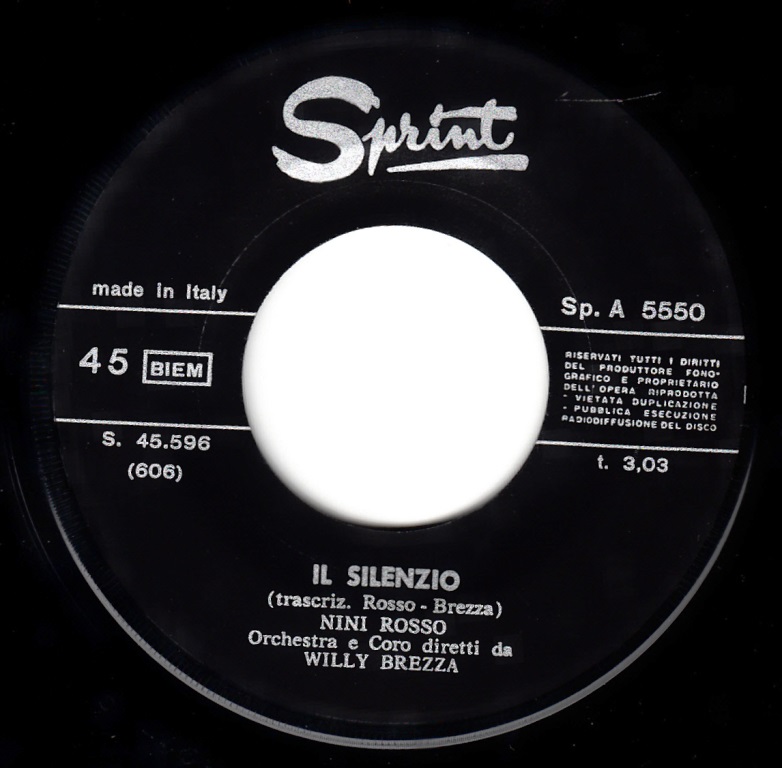 Sprint
made in Italy
Sp. A 5550
45 BIEM
RISERVATI TUTTI I DIRITTI
DEL PRODUTTORE FONO-
GRAFICO E PROPRIETARIO
DELL'OPERA RIPRODOTTA
- VIETATA DUPLICAZIONE
- PUBBLICA ESECUZIONE
RADIODIFFUSIONE DEL DISCO
S. 45.596
(606)
t. 3,03
IL SILENZIO
(trascriz. Rosso - Brezza)
NINI ROSSO
Orchestra e Coro diretti da
WILLY BREZZA